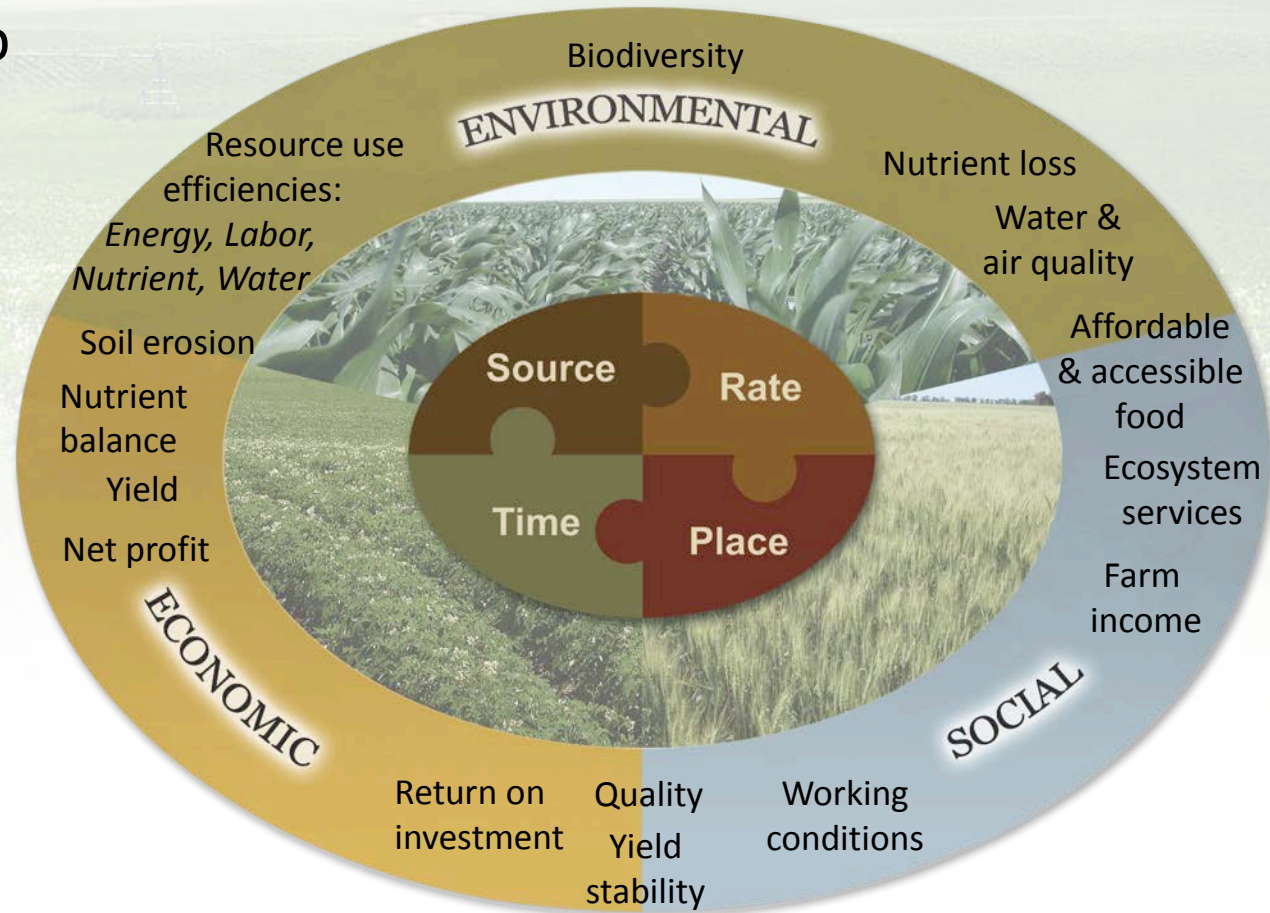 Biodiversity
ENVIRONMENTAL
Resource use
efficiencies:
Energy, Labor,
Nutrient, Water
Nutrient loss
Water &
air quality
Soil erosion
Nutrient
balance
Yield
Net profit
ECONOMIC
Source
Rate
Time
Place
Affordable
& accessible
food
Ecosystem
services
Farm
income
SOCIAL
Return on
investment
Quality
Yield
stability
Working
conditions